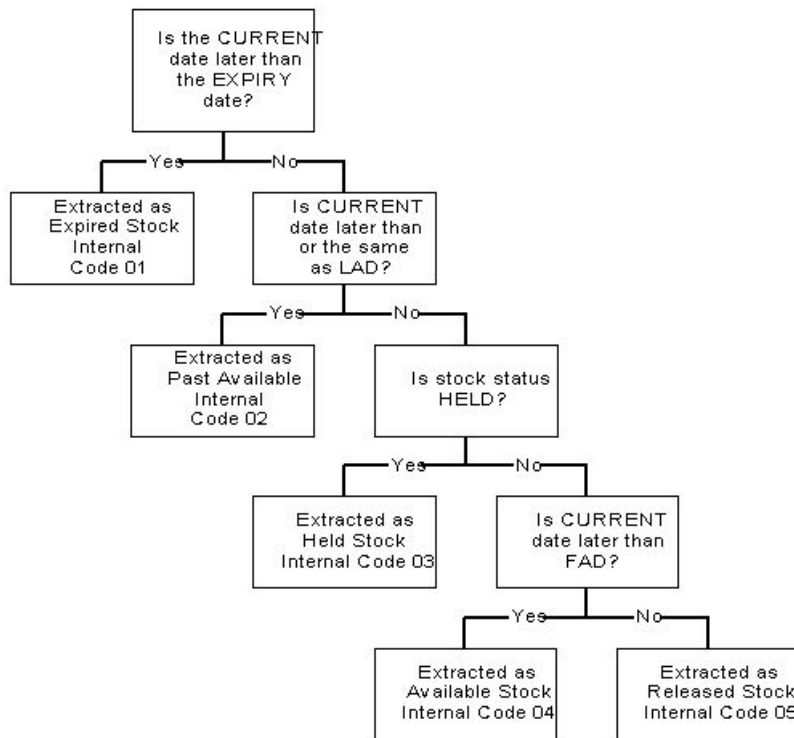 Is the CURRENT
date later than
the EXPIRY
date?
Yes
No
Extracted as
Expired Stock
Internal
Code 01
Is CURRENT
date later than
or the same
as LAD?
Yes
No
Extracted as
Past Available
Internal
Code 02
Is stock status
HELD?
Yes
No
Extracted as
Held Stock
Internal Code 03
Is CURRENT
date later than
FAD?
Yes
No
Extracted as
Available Stock
Internal Code 04
Extracted as
Released Stock
Internal Code 05